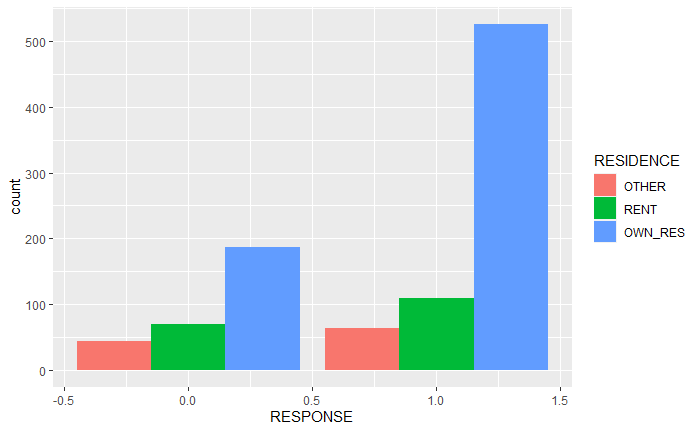 500
400
300
200
100
0
count
-0.5 0.0 0.5 1.0 1.5
RESPONSE
RESIDENCE
OTHER
RENT
OWN_RES